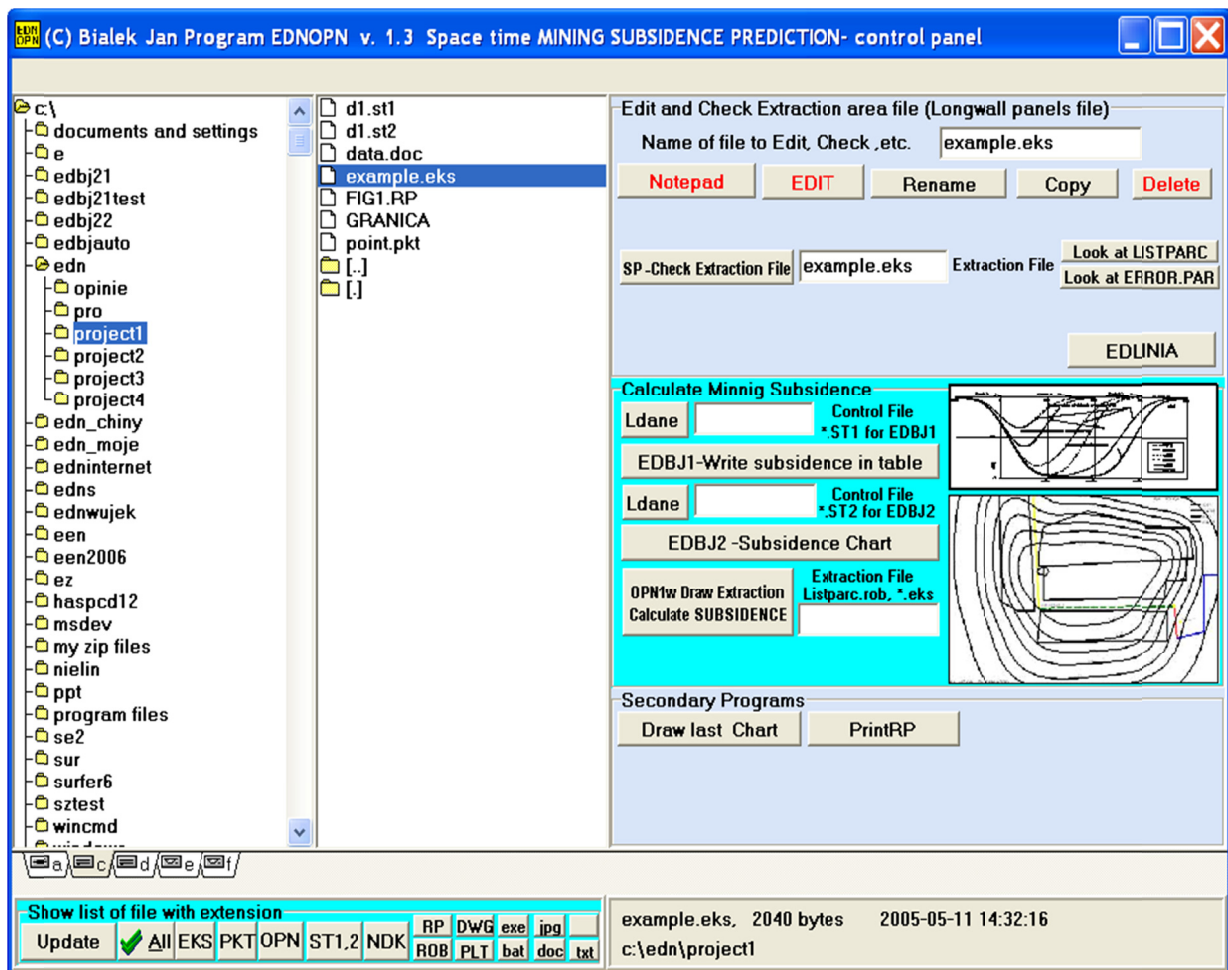 EDN
OPN
(C) Bialek Jan Program EDNOPN v. 1.3 Space time MINING SUBSIDENCE PREDICTION- control panel
c:\
documents and settings
e
edbj21
edbj21test
edbj22
edbjauto
edn
opinie
pro
project1
project2
project3
project4
edn_chiny
edn_moje
edninternet
edns
ednwujek
een
een2006
ez
haspcd12
msdev
my zip files
nielin
ppt
program files
se2
sur
surfer6
sztest
wincmd
d1.st1
d1.st2
data.doc
example.eks
FIG1.RP
GRANICA
point.pkt
[..]
[.]
Edit and Check Extraction area file (Longwall panels file)
Name of file to Edit, Check ,etc. example.eks
Notepad EDIT Rename Copy Delete
SP -Check Extraction File example.eks Extraction File
Look at LISTPARC
Look at ERROR.PAR
EDLINIA
Calculate Minnig Subsidence
Ldane
Control File
*.ST1 for EDBJ1
EDBJ1-Write subsidence in table
Ldane
Control File
*.ST2 for EDBJ2
EDBJ2 -Subsidence Chart
OPN1w Draw Extraction
Calculate SUBSIDENCE
Extraction File
Listparc.rob, *.eks
Secondary Programs
Draw last Chart PrintRP
a c d e f
Show list of file with extension
Update All EKS PKT OPN ST1,2 NDK
RP DWG exe jpg
ROB PLT bat doc txt
example.eks, 2040 bytes 2005-05-11 14:32:16
c:\edn\project1